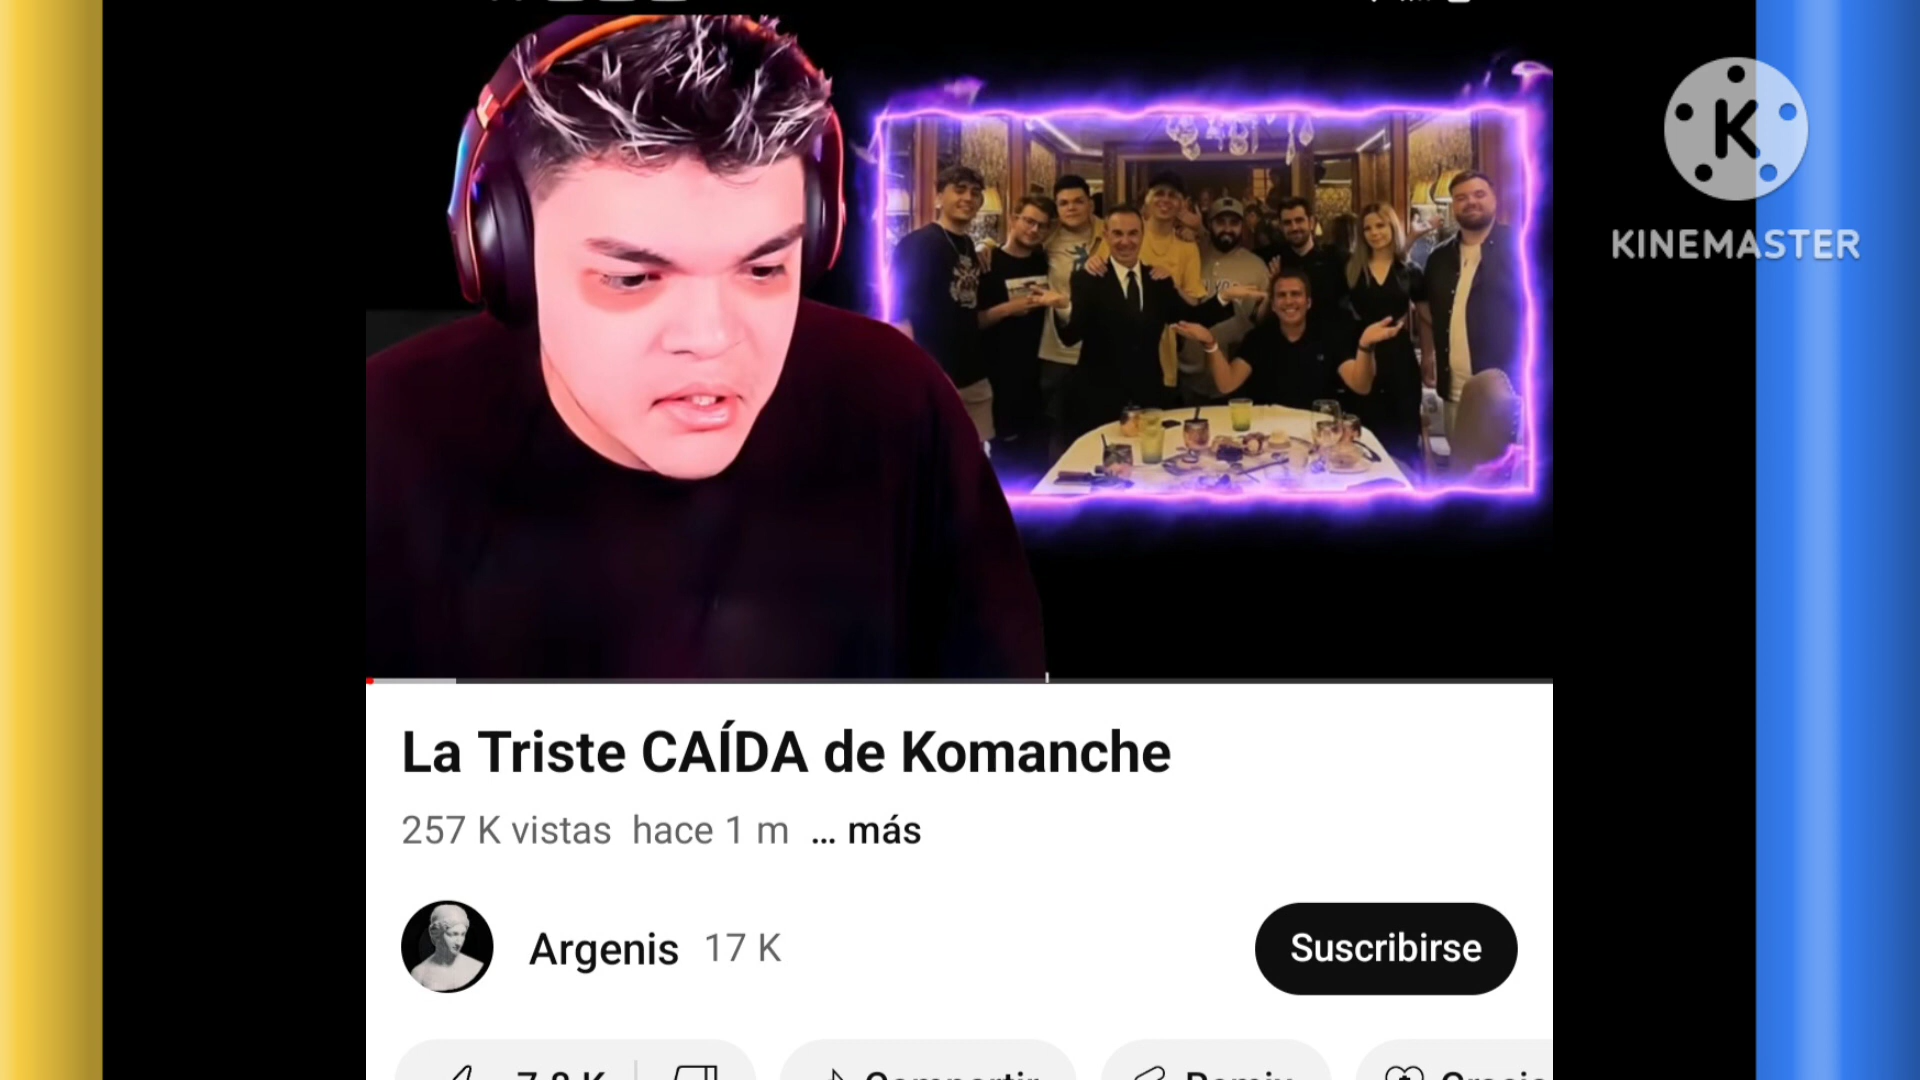 K
KINEMASTER
La Triste CAÍDA de Komanche
257 K vistas hace 1 m ... más
Argenis 17 K
Suscribirse